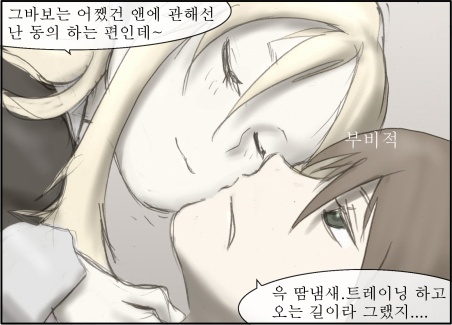 그바보는 어쨌건 앤에 관해선
난 동의 하는 편인데~
부비적
윽 땀냄새.트레이닝 하고
오는 길이라 그랬지....